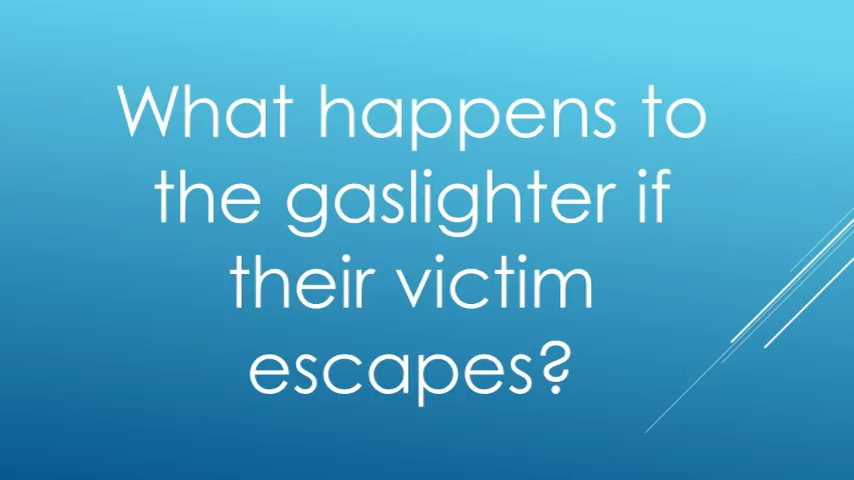 What happens to
the gaslighter if
their victim
escapes?